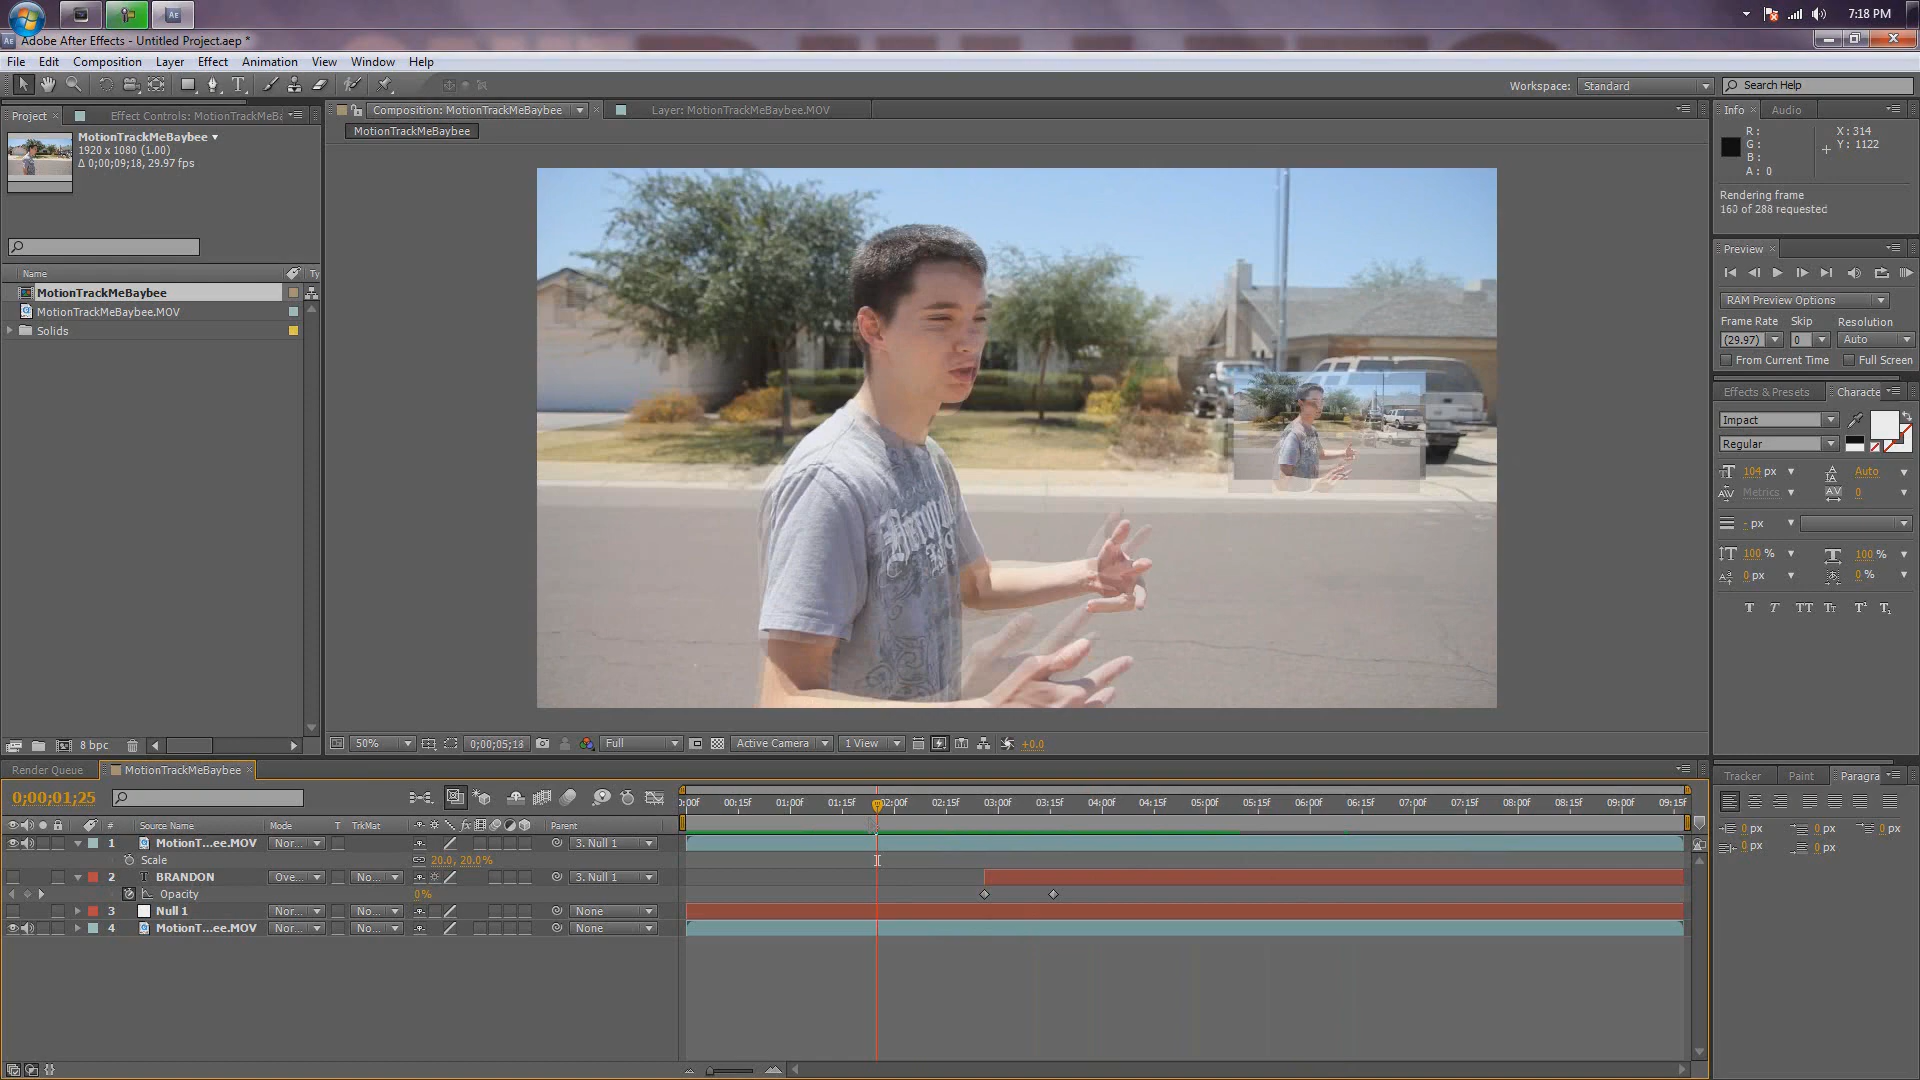 7:18 PM
Adobe After Effects - Untitled Project.aep *
File Edit Composition Layer Effect Animation View Window Help
Workspace: Standard Search Help
Project Effect Controls: MotionTrackMeBa
Composition: MotionTrackMeBaybee Layer: MotionTrackMeBaybee.MOV
MotionTrackMeBaybee
MotionTrackMeBaybee
1920 x 1080 (1.00)
Δ 0;00;09;18, 29.97 fps
Name Ty
MotionTrackMeBaybee
MotionTrackMeBaybee.MOV
Solids
8 bpc
50% 0;00;05;18 Full Active Camera 1 View +0.0
Info Audio
R: X: 314
G: Y: 1122
B:
A: 0
Rendering frame
160 of 288 requested
Preview
RAM Preview Options
Frame Rate Skip Resolution
(29.97) 0 Auto
From Current Time Full Screen
Effects & Presets Characte
Impact
Regular
104 px Auto
Metrics 0
- px
100 % 100 %
0 px 0 %
T T TT Tr T¹ T₁
Tracker Paint Paragra
0 px 0 px 0 px
0 px 0 px
Render Queue MotionTrackMeBaybee
0;00;01;25
0:00f 00:15f 01:00f 01:15f 02:00f 02:15f 03:00f 03:15f 04:00f 04:15f 05:00f 05:15f 06:00f 06:15f 07:00f 07:15f 08:00f 08:15f 09:00f 09:15f
# Source Name Mode T TrkMat Parent
1 MotionT...ee.MOV Nor... 3. Null 1
Scale 20.0, 20.0%
2 T BRANDON Ove... No... 3. Null 1
Opacity 0%
3 Null 1 Nor... No... None
4 MotionT...ee.MOV Nor... No... None